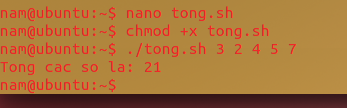 nam@ubuntu:~$ nano tong.sh
nam@ubuntu:~$ chmod +x tong.sh
nam@ubuntu:~$ ./tong.sh 3 2 4 5 7
Tong cac so la: 21
nam@ubuntu:~$